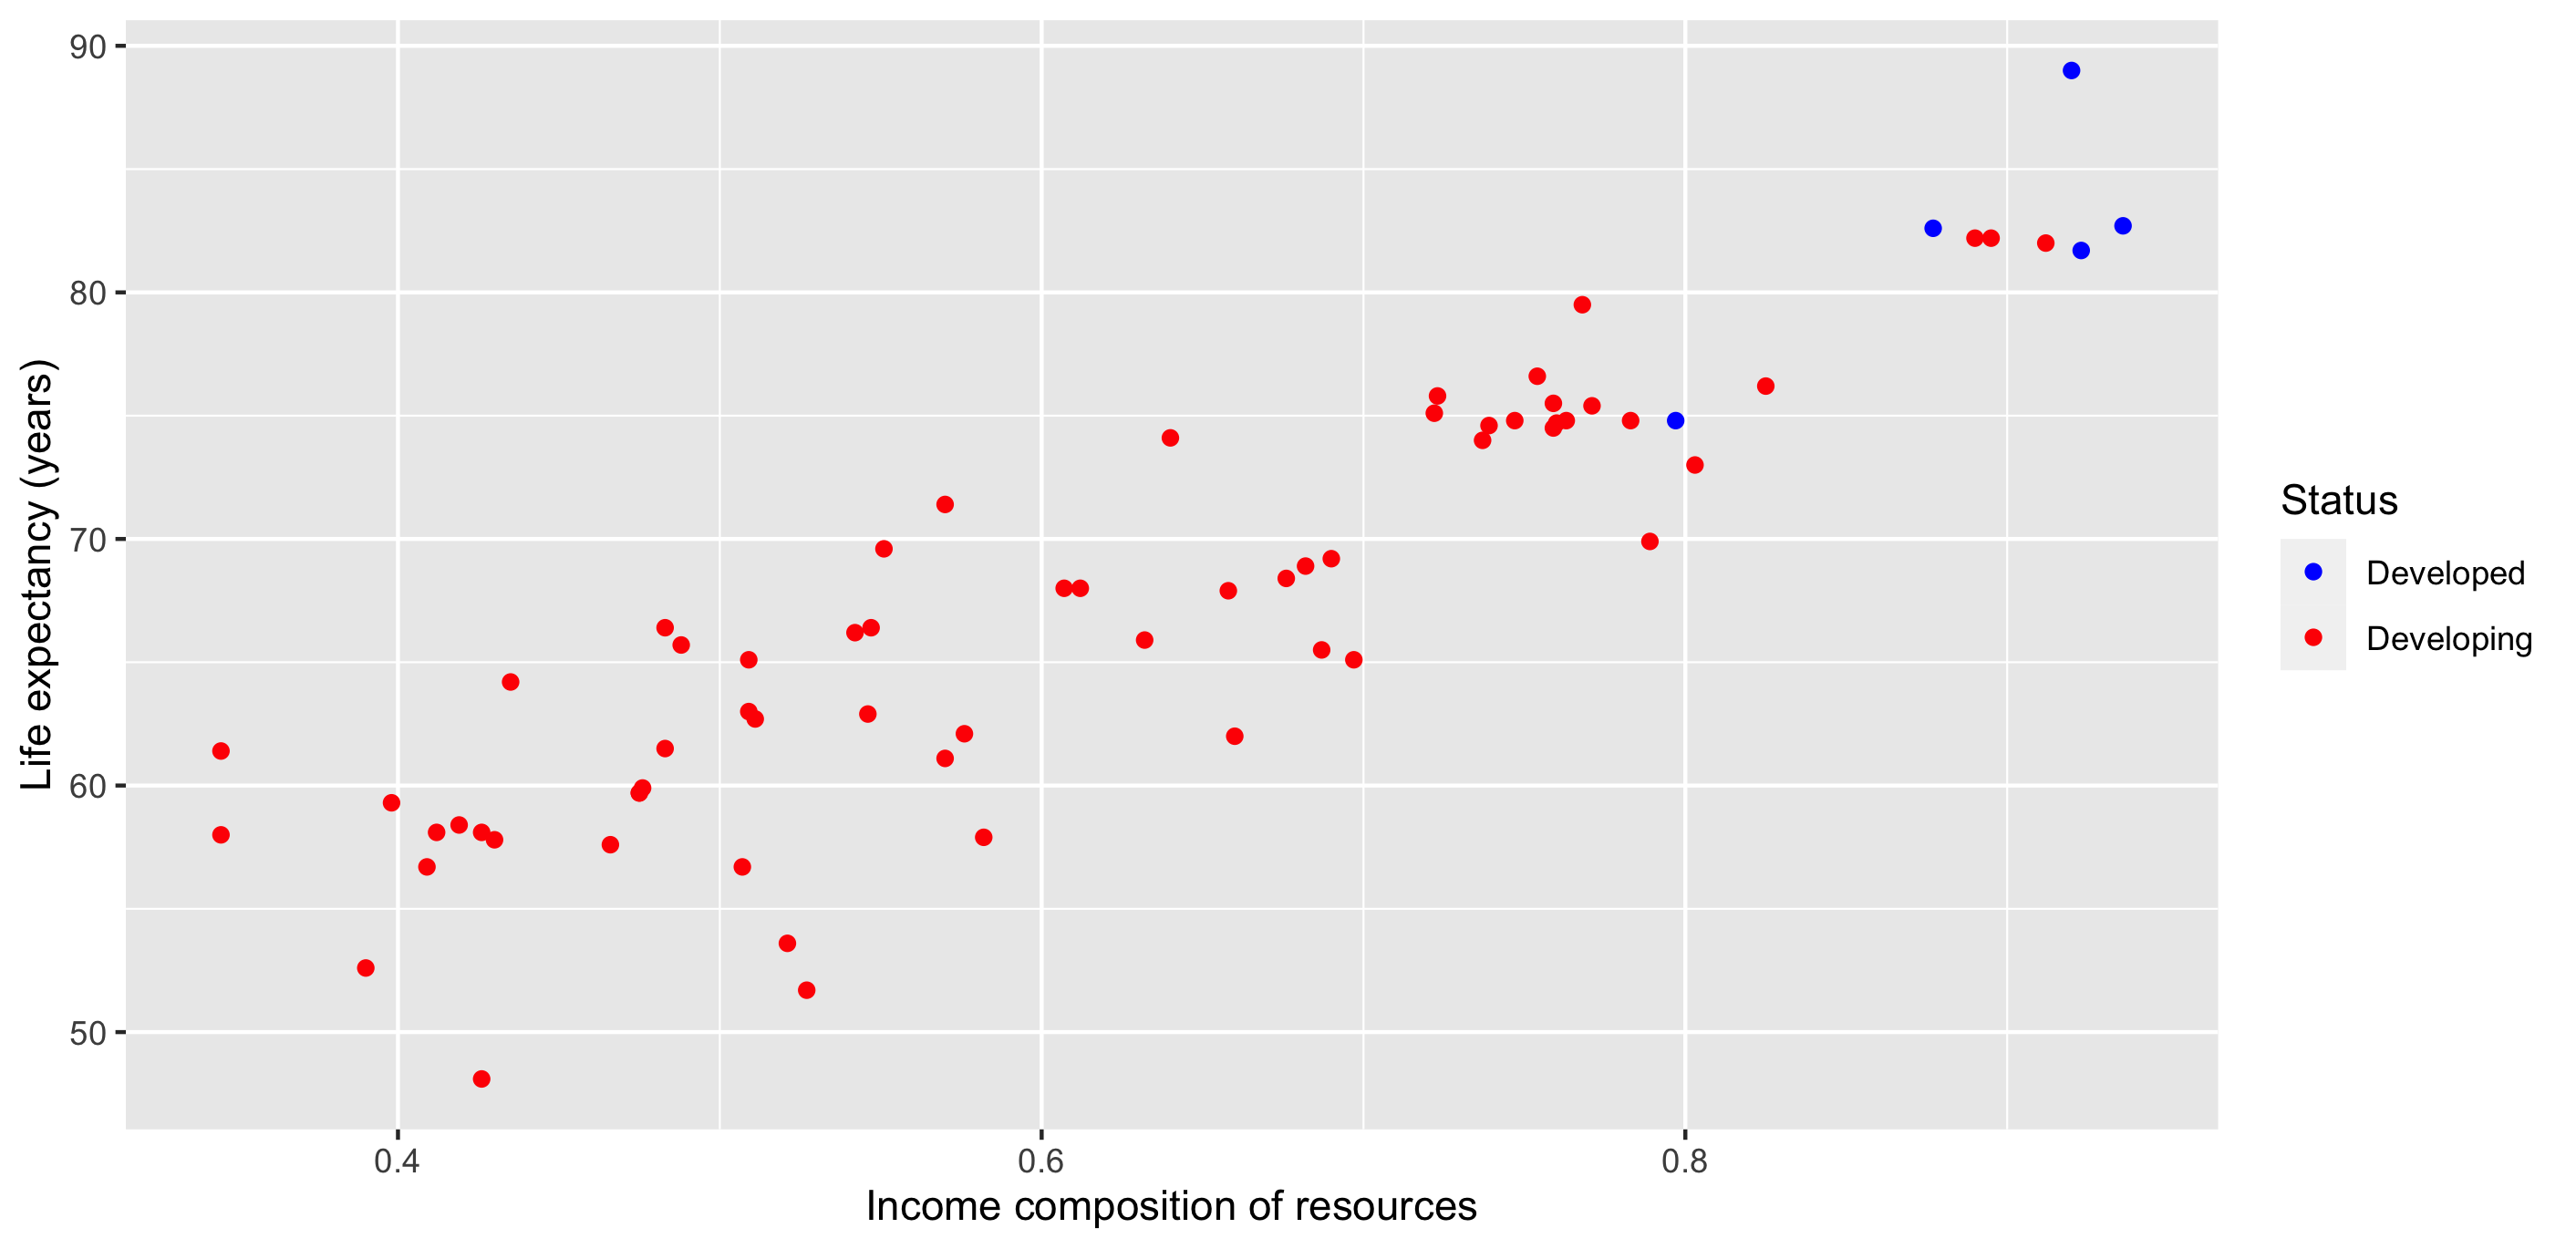 90
80
70
60
50
Life expectancy (years)
0.4
0.6
0.8
Income composition of resources
Status
Developed
Developing